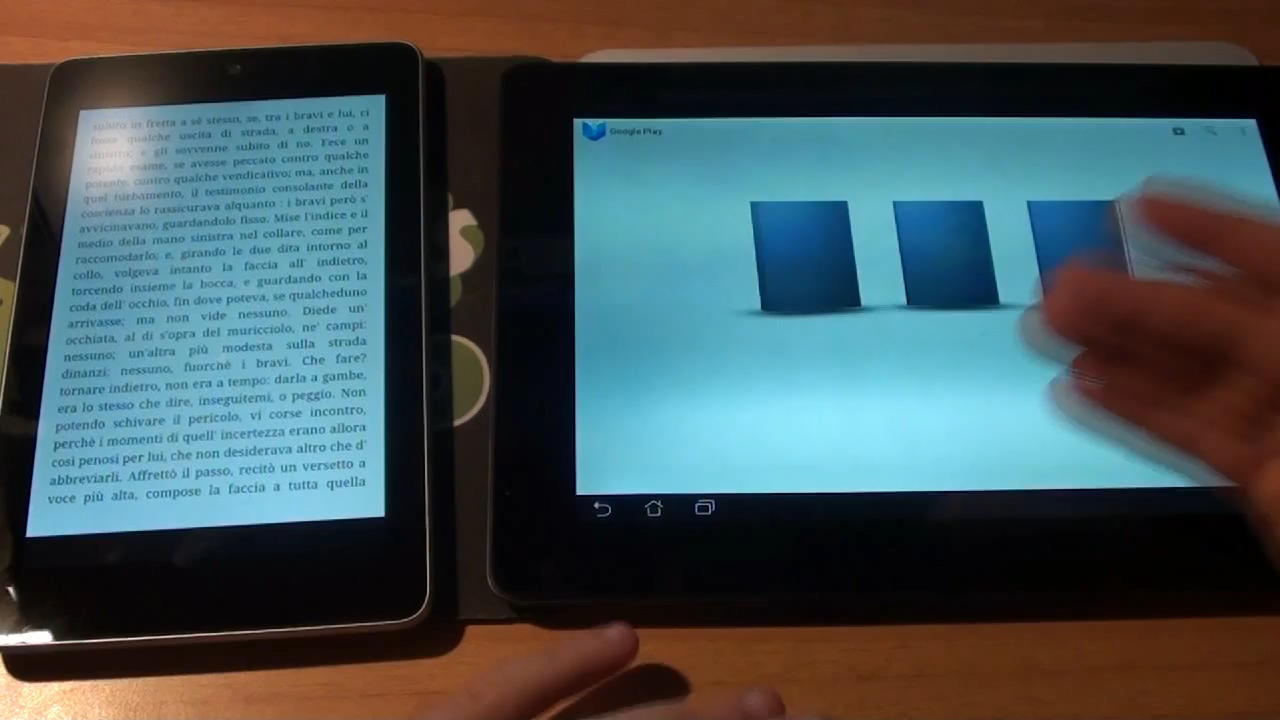 subito in fretta a sè stesso, se, tra i bravi e lui, ci
fosse qualche uscita di strada, a destra o a
sinistra; e gli sovvenne subito di no. Fece un
rapido esame, se avesse peccato contro qualche
potente, contro qualche vendicativo; ma, anche in
quel turbamento, il testimonio consolante della
coscienza lo rassicurava alquanto : i bravi però s'
avvicinavano, guardandolo fisso. Mise l'indice e il
medio della mano sinistra nel collare, come per
raccomodarlo; e, girando le due dita intorno al
collo, volgeva intanto la faccia all' indietro,
torcendo insieme la bocca, e guardando con la
coda dell' occhio, fin dove poteva, se qualcheduno
arrivasse; ma non vide nessuno. Diede un'
occhiata, al di s'opra del muricciolo, ne' campi:
nessuno; un'altra più modesta sulla strada
dinanzi: nessuno, fuorchè i bravi. Che fare?
tornare indietro, non era a tempo: darla a gambe,
era lo stesso che dire, inseguitemi, o peggio. Non
potendo schivare il pericolo, vi corse incontro,
perchè i momenti di quell' incertezza erano allora
così penosi per lui, che non desiderava altro che d'
abbreviarli. Affrettò il passo, recitò un versetto a
voce più alta, compose la faccia a tutta quella
Google Play